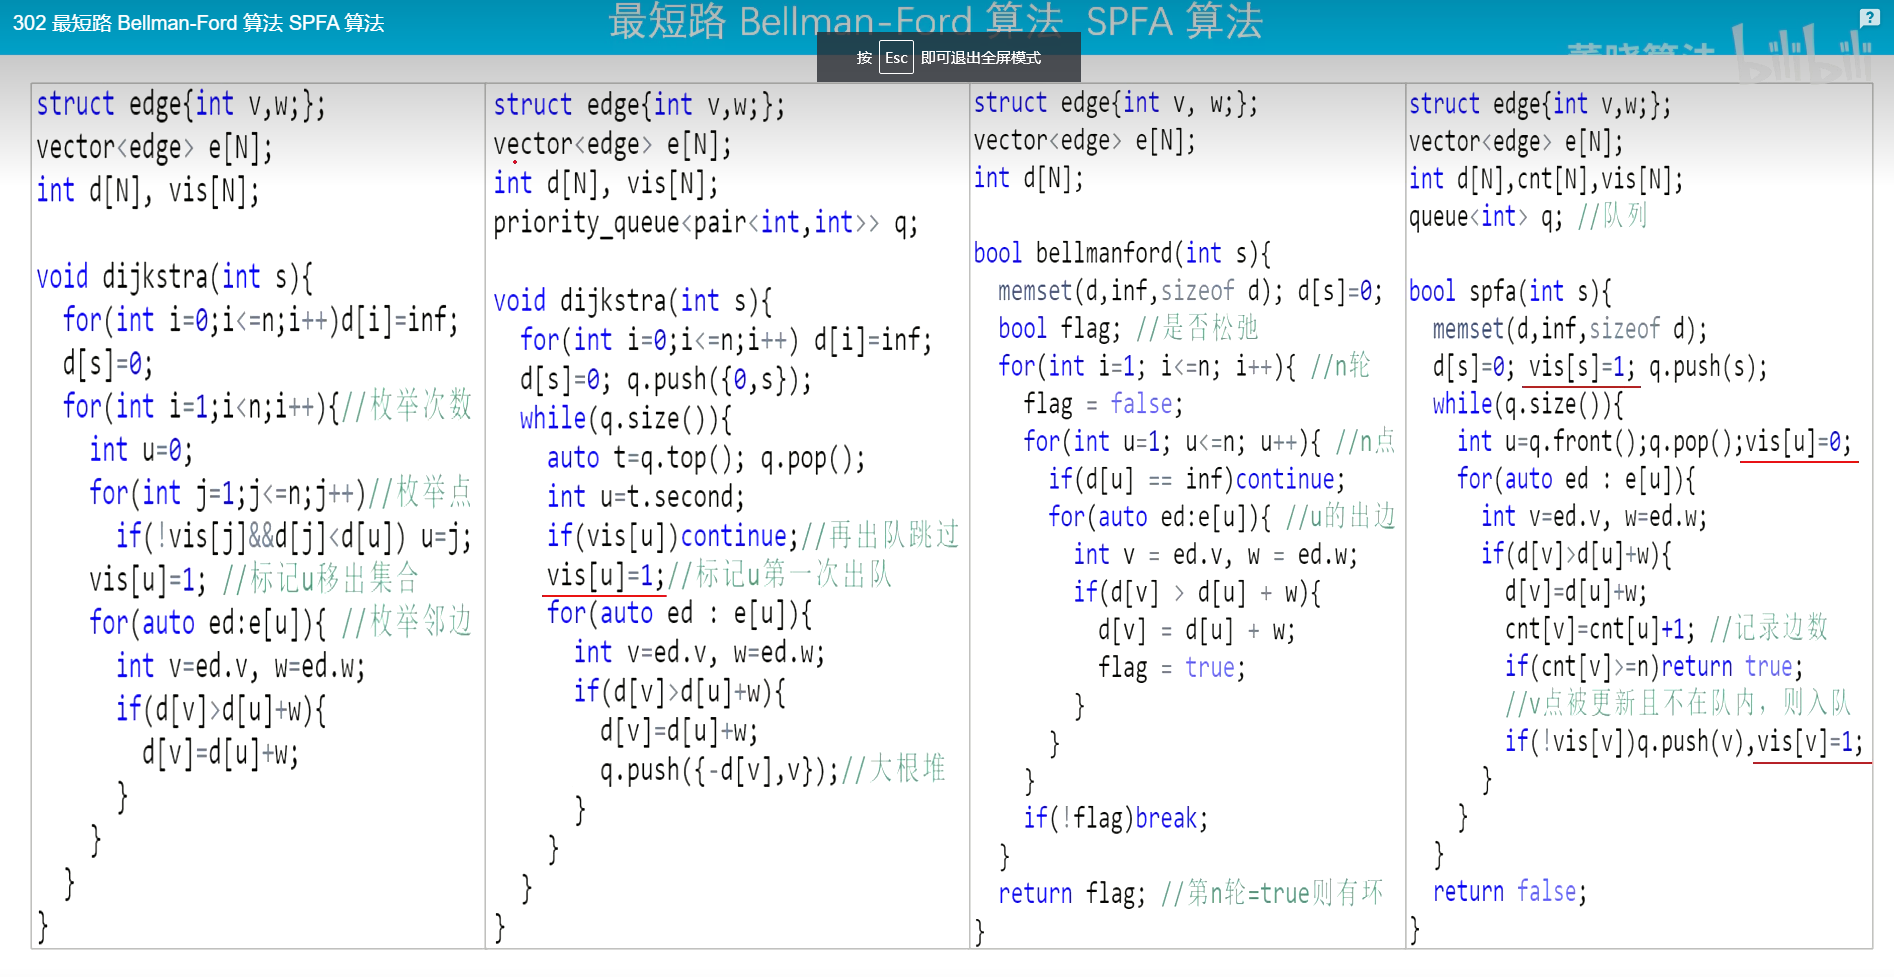 302 最短路 Bellman-Ford 算法 SPFA 算法
最短路 Bellman-Ford 算法 SPFA 算法
按 Esc 即可退出全屏模式
董晓算法 bilibili
struct edge{int v,w;};
vector<edge> e[N];
int d[N], vis[N];
void dijkstra(int s){
for(int i=0;i<=n;i++)d[i]=inf;
d[s]=0;
for(int i=1;i<n;i++){//枚举次数
int u=0;
for(int j=1;j<=n;j++)//枚举点
if(!vis[j]&&d[j]<d[u]) u=j;
vis[u]=1; //标记u移出集合
for(auto ed:e[u]){ //枚举邻边
int v=ed.v, w=ed.w;
if(d[v]>d[u]+w){
d[v]=d[u]+w;
}
}
}
}
struct edge{int v,w;};
vector<edge> e[N];
int d[N], vis[N];
priority_queue<pair<int,int>> q;
void dijkstra(int s){
for(int i=0;i<=n;i++) d[i]=inf;
d[s]=0; q.push({0,s});
while(q.size()){
auto t=q.top(); q.pop();
int u=t.second;
if(vis[u])continue;//再出队跳过
vis[u]=1;//标记u第一次出队
for(auto ed : e[u]){
int v=ed.v, w=ed.w;
if(d[v]>d[u]+w){
d[v]=d[u]+w;
q.push({-d[v],v});//大根堆
}
}
}
}
struct edge{int v, w;};
vector<edge> e[N];
int d[N];
bool bellmanford(int s){
memset(d,inf,sizeof d); d[s]=0;
bool flag; //是否松弛
for(int i=1; i<=n; i++){ //n轮
flag = false;
for(int u=1; u<=n; u++){ //n点
if(d[u] == inf)continue;
for(auto ed:e[u]){ //u的出边
int v = ed.v, w = ed.w;
if(d[v] > d[u] + w){
d[v] = d[u] + w;
flag = true;
}
}
}
if(!flag)break;
}
return flag; //第n轮=true则有环
}
struct edge{int v,w;};
vector<edge> e[N];
int d[N],cnt[N],vis[N];
queue<int> q; //队列
bool spfa(int s){
memset(d,inf,sizeof d);
d[s]=0; vis[s]=1; q.push(s);
while(q.size()){
int u=q.front();q.pop();vis[u]=0;
for(auto ed : e[u]){
int v=ed.v, w=ed.w;
if(d[v]>d[u]+w){
d[v]=d[u]+w;
cnt[v]=cnt[u]+1; //记录边数
if(cnt[v]>=n)return true;
//v点被更新且不在队内，则入队
if(!vis[v])q.push(v),vis[v]=1;
}
}
}
return false;
}